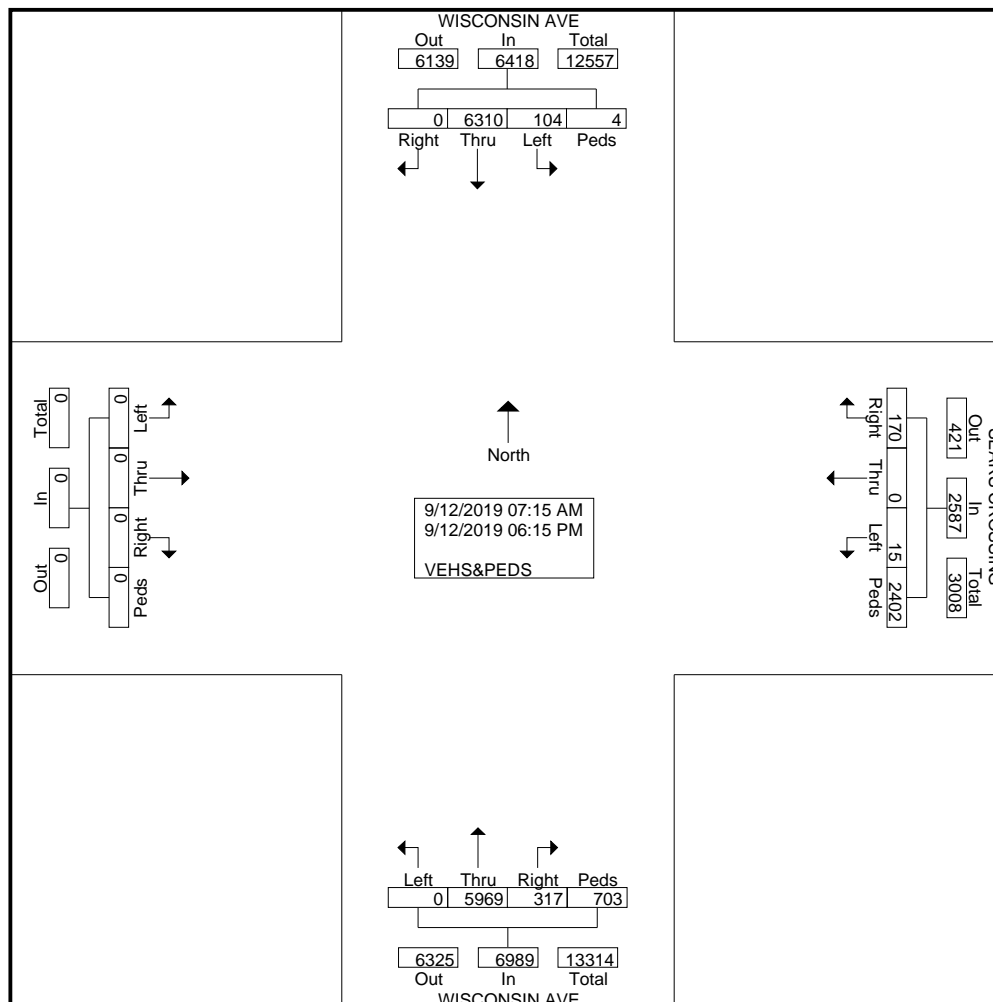 WISCONSIN AVE
Out In Total
6139 6418 12557
0 6310 104 4
Right Thru Left Peds
Left Thru Right Peds
0 0 0 0
Total In Out
0 0 0
North
9/12/2019 07:15 AM
9/12/2019 06:15 PM
VEHS&PEDS
Right Thru Left Peds
170 0 15 2402
421 2587 3008
Out In Total
Left Thru Right Peds
0 5969 317 703
6325 6989 13314
Out In Total
WISCONSIN AVE